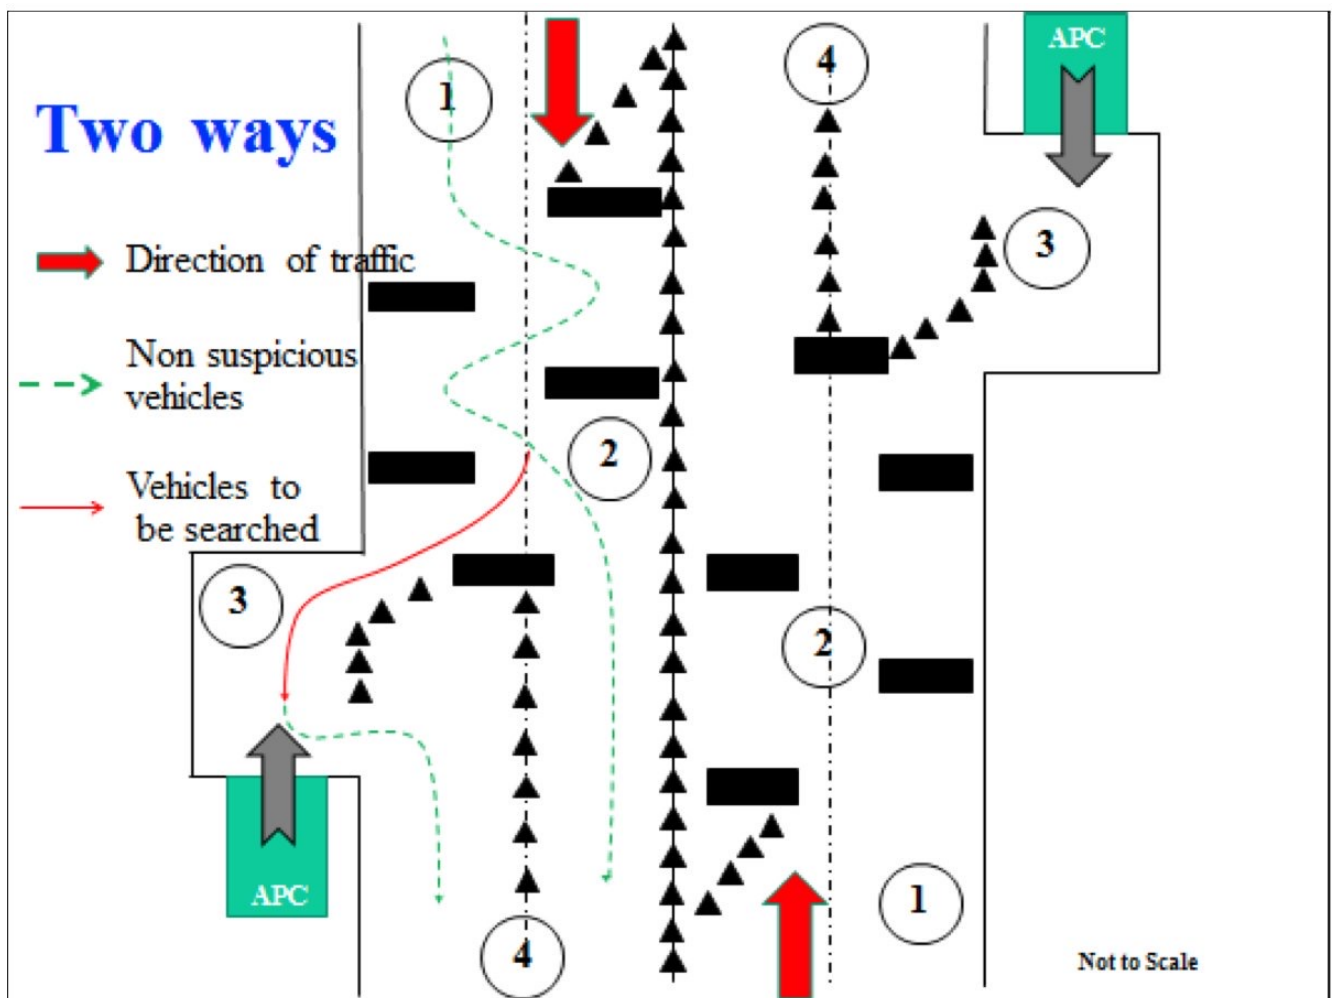 1
4
APC
Two ways
3
Direction of traffic
Non suspicious
vehicles
2
Vehicles to
be searched
3
2
APC
1
4
Not to Scale